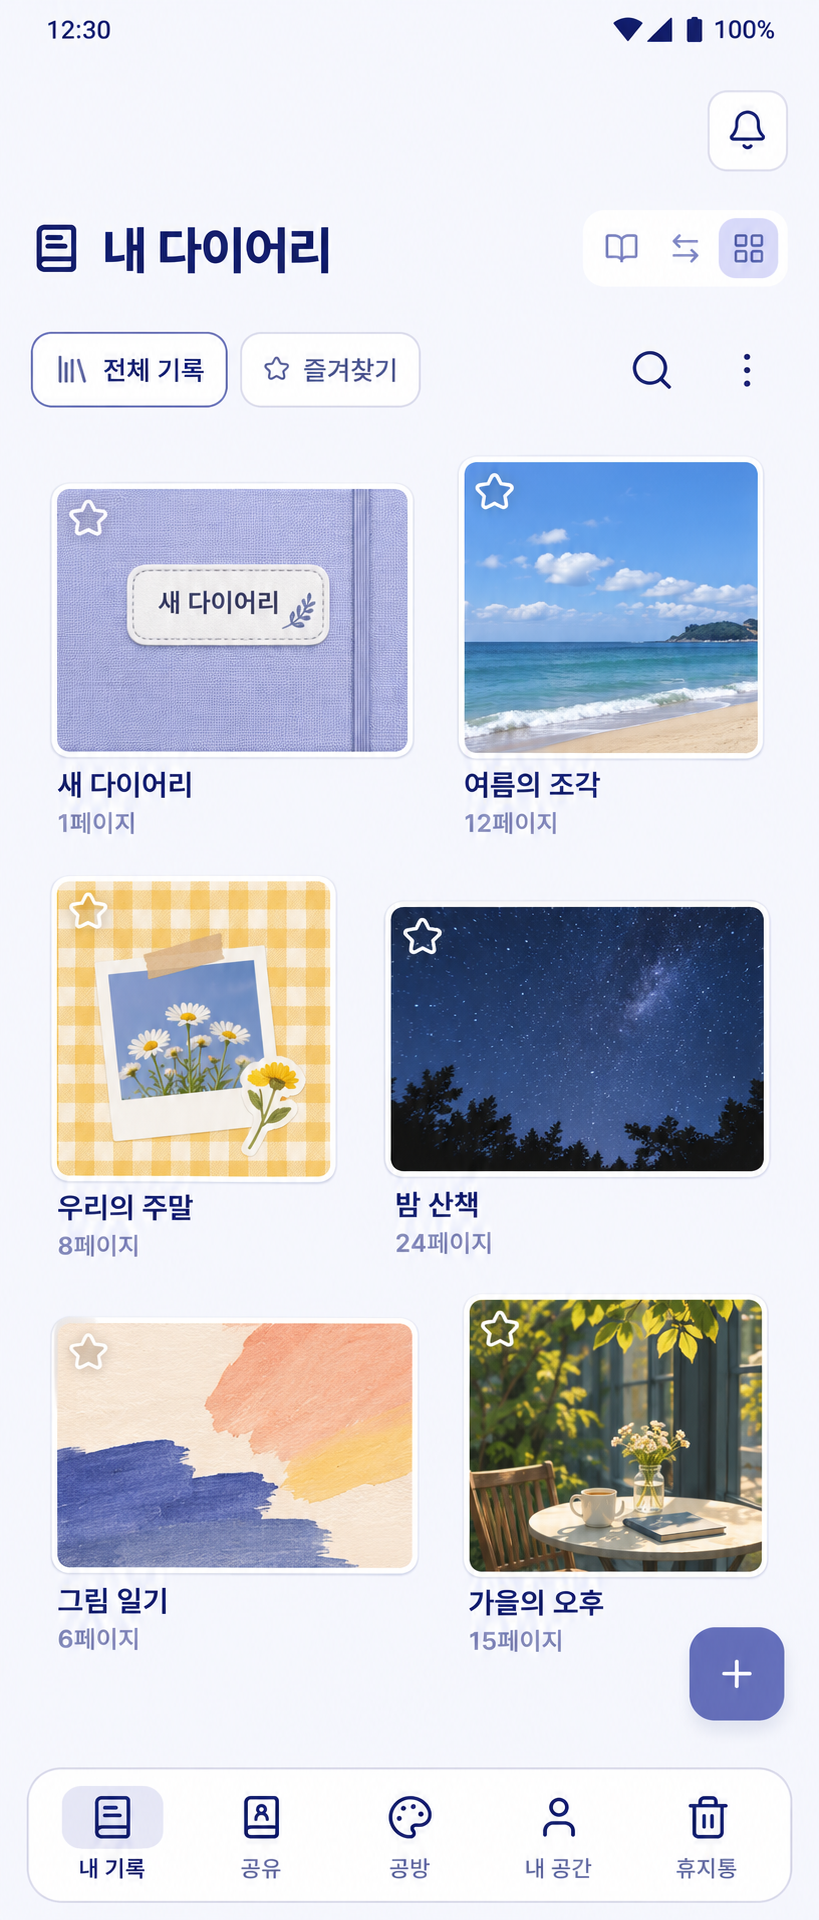 12:30
100%
내 다이어리
전체 기록
즐겨찾기
새 다이어리
새 다이어리
1페이지
여름의 조각
12페이지
우리의 주말
8페이지
밤 산책
24페이지
그림 일기
6페이지
가을의 오후
15페이지
내 기록
공유
공방
내 공간
휴지통